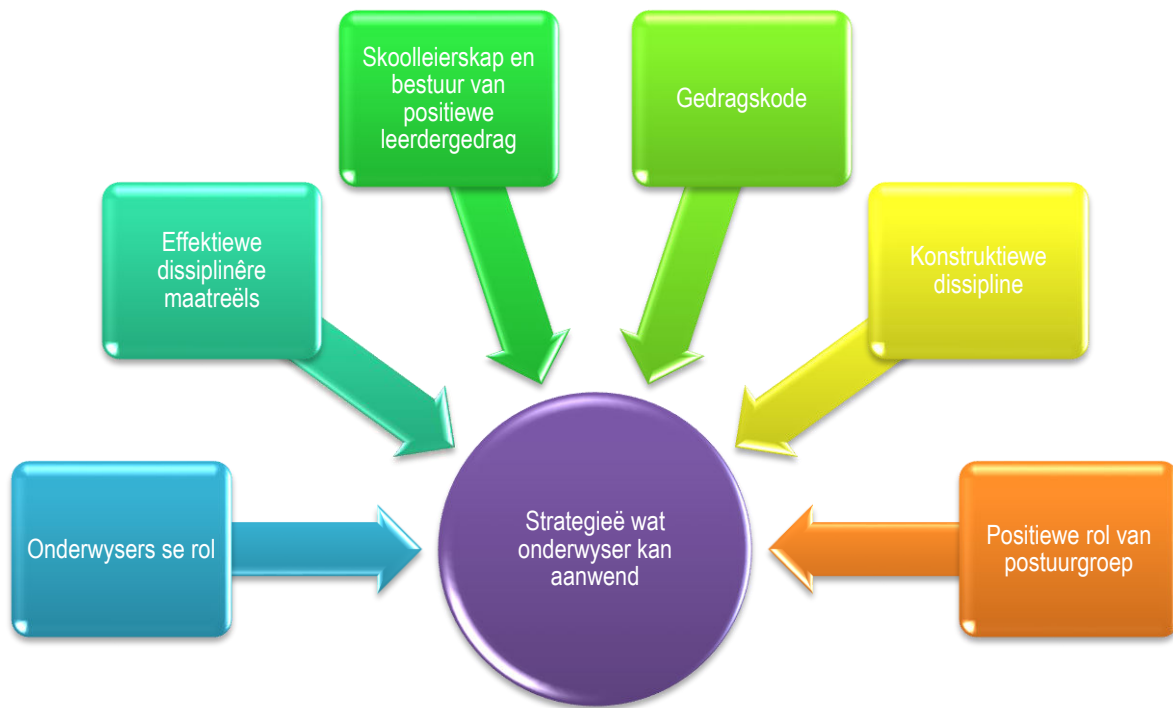 Skoolleierskap en
bestuur van
positiewe
leerdergedrag
Gedragskode
Effektiewe
dissiplinêre
maatreëls
Konstruktiewe
dissipline
Onderwysers se rol
Strategieë wat
onderwyser kan
aanwend
Positiewe rol van
postuurgroep